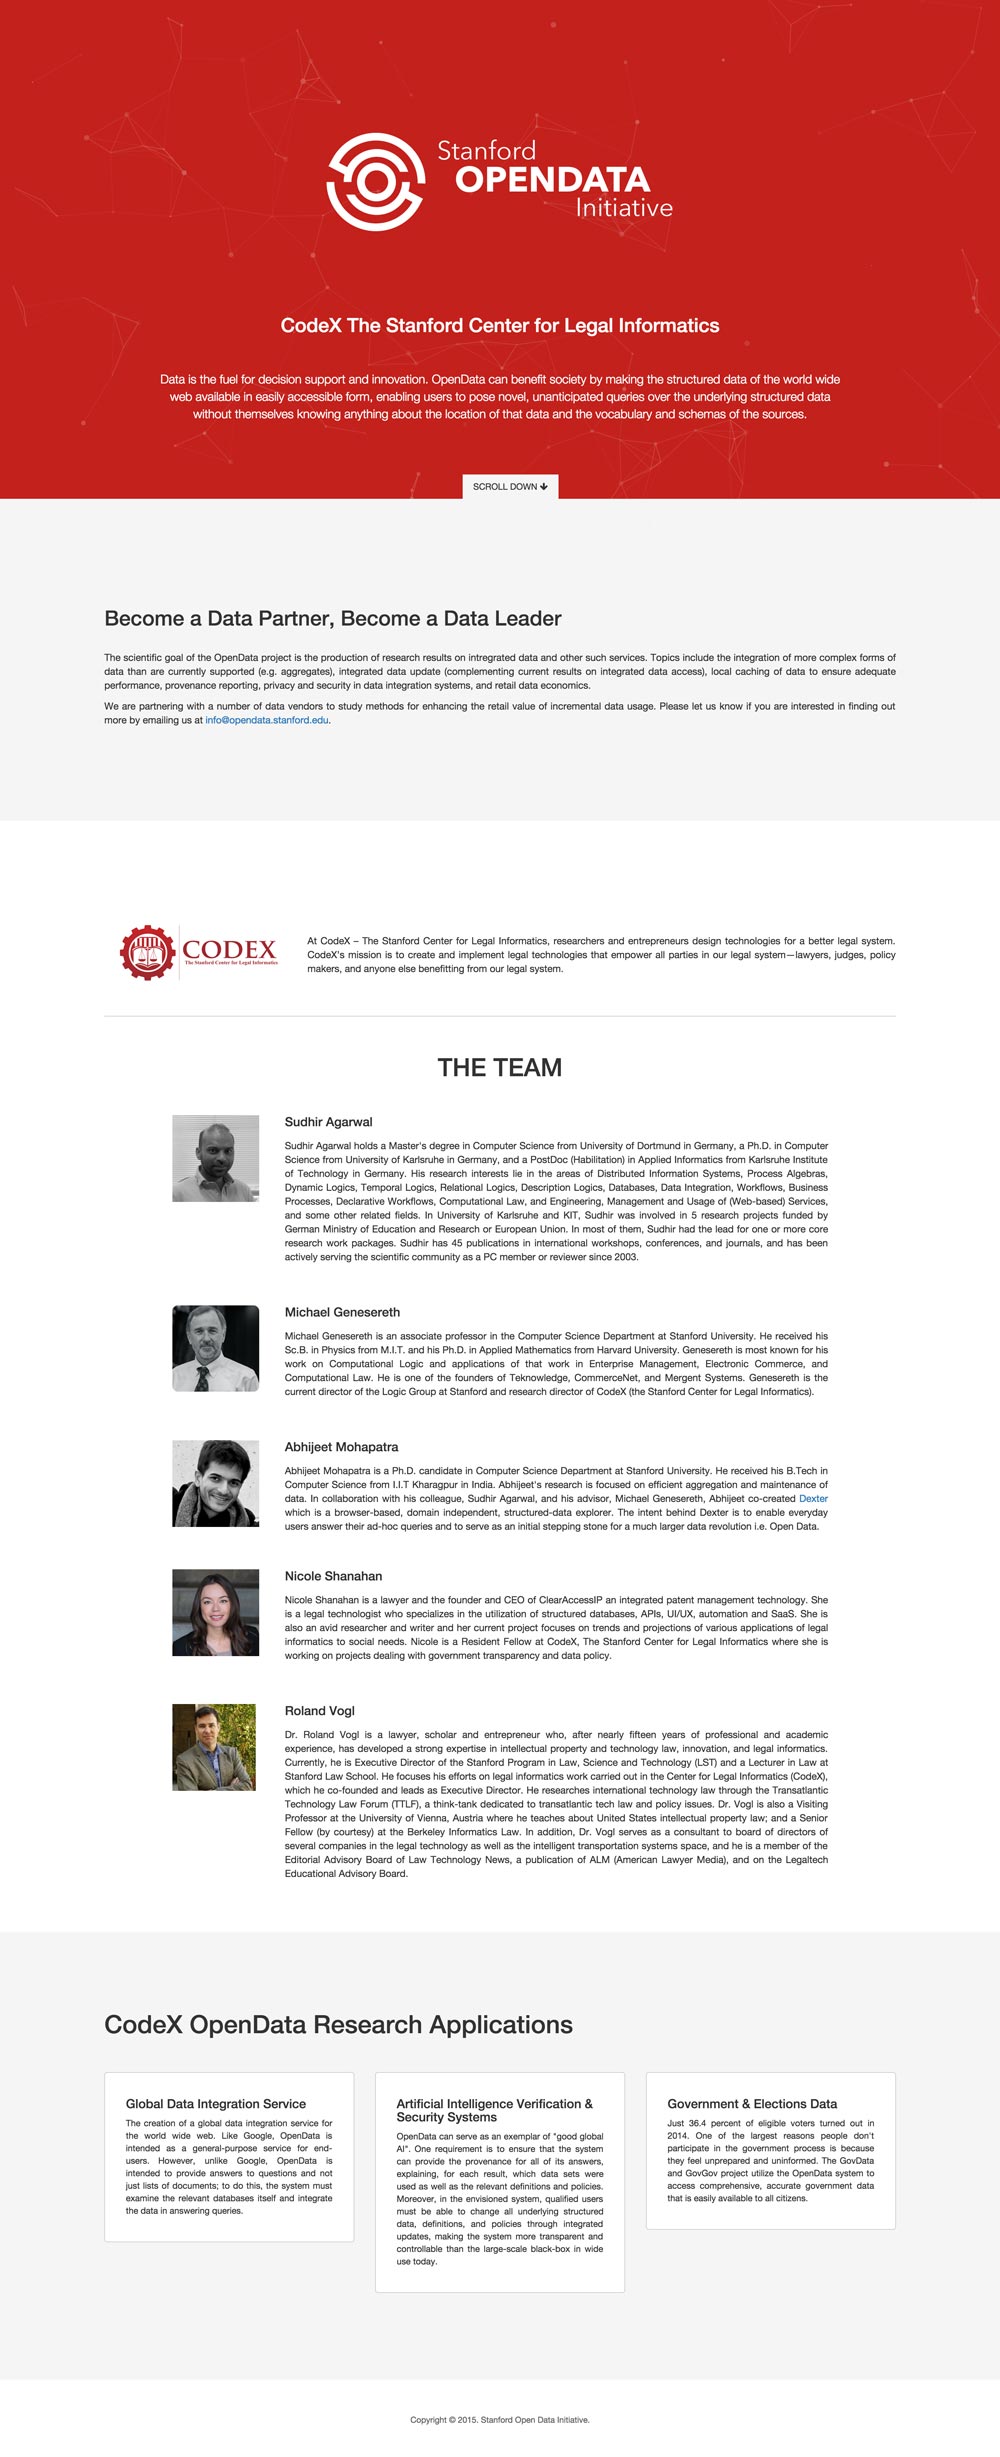 Stanford
OPENDATA
Initiative
CodeX The Stanford Center for Legal Informatics
Data is the fuel for decision support and innovation. OpenData can benefit society by making the structured data of the world wide
web available in easily accessible form, enabling users to pose novel, unanticipated queries over the underlying structured data
without themselves knowing anything about the location of that data and the vocabulary and schemas of the sources.
SCROLL DOWN
Become a Data Partner, Become a Data Leader
The scientific goal of the OpenData project is the production of research results on intregrated data and other such services. Topics include the integration of more complex forms of
data than are currently supported (e.g. aggregates), integrated data update (complementing current results on integrated data access), local caching of data to ensure adequate
performance, provenance reporting, privacy and security in data integration systems, and retail data economics.
We are partnering with a number of data vendors to study methods for enhancing the retail value of incremental data usage. Please let us know if you are interested in finding out
more by emailing us at info@opendata.stanford.edu.
CODEX
The Stanford Center for Legal Informatics
At CodeX – The Stanford Center for Legal Informatics, researchers and entrepreneurs design technologies for a better legal system.
CodeX's mission is to create and implement legal technologies that empower all parties in our legal system—lawyers, judges, policy
makers, and anyone else benefitting from our legal system.
THE TEAM
Sudhir Agarwal
Sudhir Agarwal holds a Master's degree in Computer Science from University of Dortmund in Germany, a Ph.D. in Computer
Science from University of Karlsruhe in Germany, and a PostDoc (Habilitation) in Applied Informatics from Karlsruhe Institute
of Technology in Germany. His research interests lie in the areas of Distributed Information Systems, Process Algebras,
Dynamic Logics, Temporal Logics, Relational Logics, Description Logics, Databases, Data Integration, Workflows, Business
Processes, Declarative Workflows, Computational Law, and Engineering, Management and Usage of (Web-based) Services,
and some other related fields. In University of Karlsruhe and KIT, Sudhir was involved in 5 research projects funded by
German Ministry of Education and Research or European Union. In most of them, Sudhir had the lead for one or more core
research work packages. Sudhir has 45 publications in international workshops, conferences, and journals, and has been
actively serving the scientific community as a PC member or reviewer since 2003.
Michael Genesereth
Michael Genesereth is an associate professor in the Computer Science Department at Stanford University. He received his
Sc.B. in Physics from M.I.T. and his Ph.D. in Applied Mathematics from Harvard University. Genesereth is most known for his
work on Computational Logic and applications of that work in Enterprise Management, Electronic Commerce, and
Computational Law. He is one of the founders of Teknowledge, CommerceNet, and Mergent Systems. Genesereth is the
current director of the Logic Group at Stanford and research director of CodeX (the Stanford Center for Legal Informatics).
Abhijeet Mohapatra
Abhijeet Mohapatra is a Ph.D. candidate in Computer Science Department at Stanford University. He received his B.Tech in
Computer Science from I.I.T Kharagpur in India. Abhijeet's research is focused on efficient aggregation and maintenance of
data. In collaboration with his colleague, Sudhir Agarwal, and his advisor, Michael Genesereth, Abhijeet co-created Dexter
which is a browser-based, domain independent, structured-data explorer. The intent behind Dexter is to enable everyday
users answer their ad-hoc queries and to serve as an initial stepping stone for a much larger data revolution i.e. Open Data.
Nicole Shanahan
Nicole Shanahan is a lawyer and the founder and CEO of ClearAccessIP an integrated patent management technology. She
is a legal technologist who specializes in the utilization of structured databases, APIs, UI/UX, automation and SaaS. She is
also an avid researcher and writer and her current project focuses on trends and projections of various applications of legal
informatics to social needs. Nicole is a Resident Fellow at CodeX, The Stanford Center for Legal Informatics where she is
working on projects dealing with government transparency and data policy.
Roland Vogl
Dr. Roland Vogl is a lawyer, scholar and entrepreneur who, after nearly fifteen years of professional and academic
experience, has developed a strong expertise in intellectual property and technology law, innovation, and legal informatics.
Currently, he is Executive Director of the Stanford Program in Law, Science and Technology (LST) and a Lecturer in Law at
Stanford Law School. He focuses his efforts on legal informatics work carried out in the Center for Legal Informatics (CodeX),
which he co-founded and leads as Executive Director. He researches international technology law through the Transatlantic
Technology Law Forum (TTLF), a think-tank dedicated to transatlantic tech law and policy issues. Dr. Vogl is also a Visiting
Professor at the University of Vienna, Austria where he teaches about United States intellectual property law; and a Senior
Fellow (by courtesy) at the Berkeley Informatics Law. In addition, Dr. Vogl serves as a consultant to board of directors of
several companies in the legal technology as well as the intelligent transportation systems space, and he is a member of the
Editorial Advisory Board of Law Technology News, a publication of ALM (American Lawyer Media), and on the Legaltech
Educational Advisory Board.
CodeX OpenData Research Applications
Global Data Integration Service
The creation of a global data integration service for
the world wide web. Like Google, OpenData is
intended as a general-purpose service for end-
users. However, unlike Google, OpenData is
intended to provide answers to questions and not
just lists of documents; to do this, the system must
examine the relevant databases itself and integrate
the data in answering queries.
Artificial Intelligence Verification &
Security Systems
OpenData can serve as an exemplar of "good global
AI". One requirement is to ensure that the system
can provide the provenance for all of its answers,
explaining, for each result, which data sets were
used as well as the relevant definitions and policies.
Moreover, in the envisioned system, qualified users
must be able to change all underlying structured
data, definitions, and policies through integrated
updates, making the system more transparent and
controllable than the large-scale black-box in wide
use today.
Government & Elections Data
Just 36.4 percent of eligible voters turned out in
2014. One of the largest reasons people don't
participate in the government process is because
they feel unprepared and uninformed. The GovData
and GovGov project utilize the OpenData system to
access comprehensive, accurate government data
that is easily available to all citizens.
Copyright © 2015. Stanford Open Data Initiative.